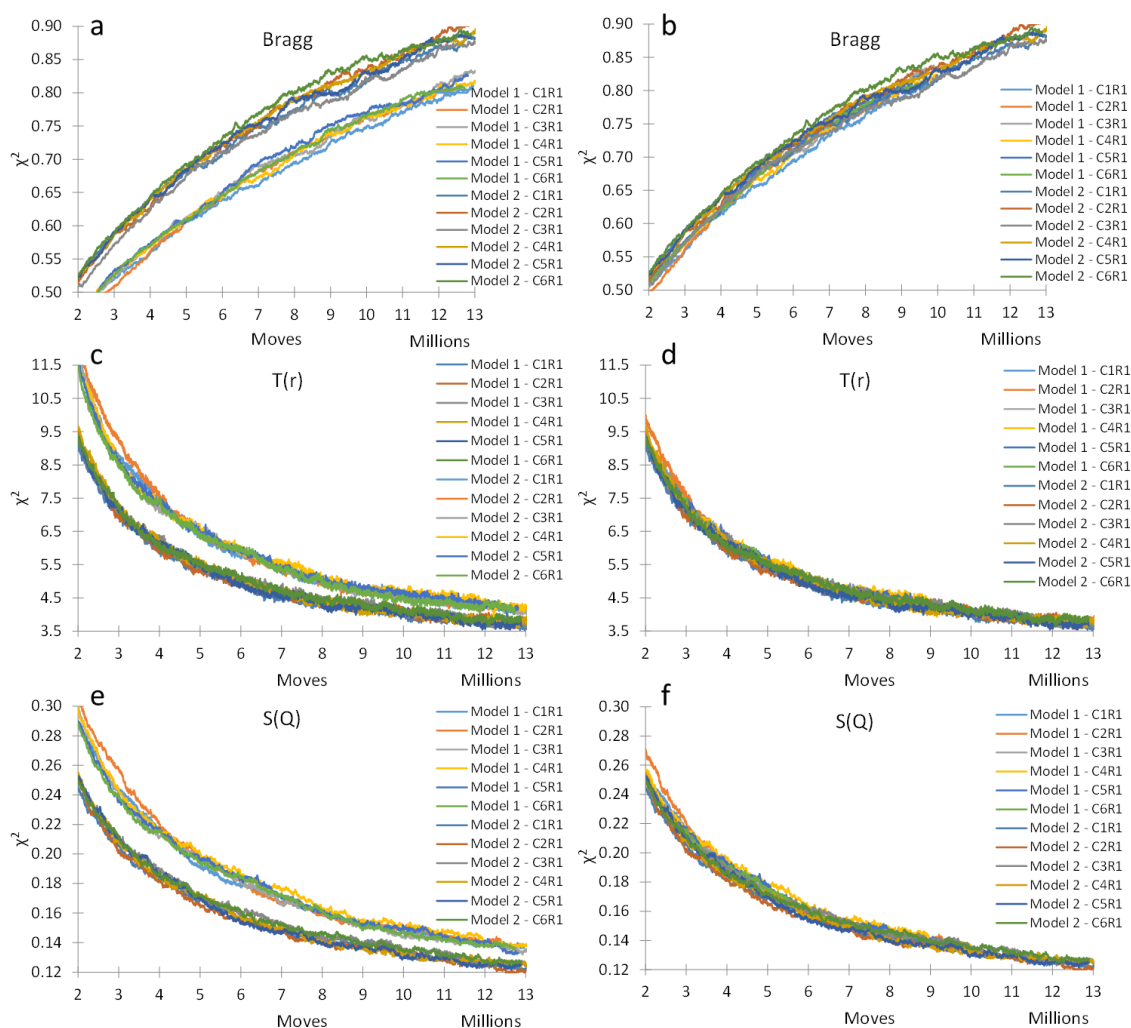 a
Bragg
0.90
0.85
0.80
0.75
0.70
0.65
0.60
0.55
0.50
χ²
2 3 4 5 6 7 8 9 10 11 12 13
Moves
Millions
Model 1 - C1R1
Model 1 - C2R1
Model 1 - C3R1
Model 1 - C4R1
Model 1 - C5R1
Model 1 - C6R1
Model 2 - C1R1
Model 2 - C2R1
Model 2 - C3R1
Model 2 - C4R1
Model 2 - C5R1
Model 2 - C6R1
b
Bragg
0.90
0.85
0.80
0.75
0.70
0.65
0.60
0.55
0.50
χ²
2 3 4 5 6 7 8 9 10 11 12 13
Moves
Millions
Model 1 - C1R1
Model 1 - C2R1
Model 1 - C3R1
Model 1 - C4R1
Model 1 - C5R1
Model 1 - C6R1
Model 2 - C1R1
Model 2 - C2R1
Model 2 - C3R1
Model 2 - C4R1
Model 2 - C5R1
Model 2 - C6R1
c
T(r)
11.5
10.5
9.5
8.5
7.5
6.5
5.5
4.5
3.5
χ²
2 3 4 5 6 7 8 9 10 11 12 13
Moves
Millions
Model 1 - C1R1
Model 1 - C2R1
Model 1 - C3R1
Model 1 - C4R1
Model 1 - C5R1
Model 1 - C6R1
Model 2 - C1R1
Model 2 - C2R1
Model 2 - C3R1
Model 2 - C4R1
Model 2 - C5R1
Model 2 - C6R1
d
T(r)
11.5
10.5
9.5
8.5
7.5
6.5
5.5
4.5
3.5
χ²
2 3 4 5 6 7 8 9 10 11 12 13
Moves
Millions
Model 1 - C1R1
Model 1 - C2R1
Model 1 - C3R1
Model 1 - C4R1
Model 1 - C5R1
Model 1 - C6R1
Model 2 - C1R1
Model 2 - C2R1
Model 2 - C3R1
Model 2 - C4R1
Model 2 - C5R1
Model 2 - C6R1
e
S(Q)
0.30
0.28
0.26
0.24
0.22
0.20
0.18
0.16
0.14
0.12
χ²
2 3 4 5 6 7 8 9 10 11 12 13
Moves
Millions
Model 1 - C1R1
Model 1 - C2R1
Model 1 - C3R1
Model 1 - C4R1
Model 1 - C5R1
Model 1 - C6R1
Model 2 - C1R1
Model 2 - C2R1
Model 2 - C3R1
Model 2 - C4R1
Model 2 - C5R1
Model 2 - C6R1
f
S(Q)
0.30
0.28
0.26
0.24
0.22
0.20
0.18
0.16
0.14
0.12
χ²
2 3 4 5 6 7 8 9 10 11 12 13
Moves
Millions
Model 1 - C1R1
Model 1 - C2R1
Model 1 - C3R1
Model 1 - C4R1
Model 1 - C5R1
Model 1 - C6R1
Model 2 - C1R1
Model 2 - C2R1
Model 2 - C3R1
Model 2 - C4R1
Model 2 - C5R1
Model 2 - C6R1